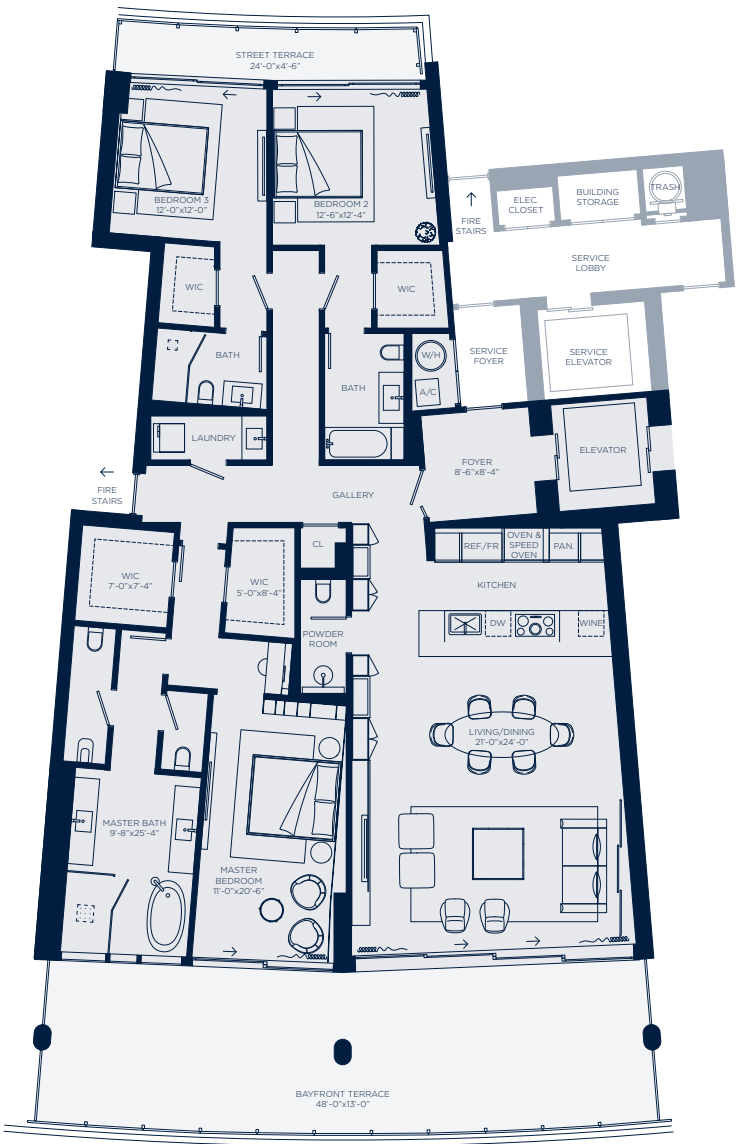 STREET TERRACE
24'-0"x4'-6"
BEDROOM 3
12'-0"x12'-0"
BEDROOM 2
12'-6"x12'-4"
FIRE
STAIRS
ELEC.
CLOSET
BUILDING
STORAGE
TRASH
SERVICE
LOBBY
WIC
WIC
BATH
BATH
W/H
A/C
SERVICE
FOYER
SERVICE
ELEVATOR
LAUNDRY
FOYER
8'-6"x8'-4"
ELEVATOR
FIRE
STAIRS
GALLERY
CL
REF./FR
OVEN &
SPEED
OVEN
PAN.
WIC
7'-0"x7'-4"
WIC
5'-0"x8'-4"
KITCHEN
POWDER
ROOM
DW
WINE
LIVING/DINING
21'-0"x24'-0"
MASTER BATH
9'-8"x25'-4"
MASTER
BEDROOM
11'-0"x20'-6"
BAYFRONT TERRACE
48'-0"x13'-0"